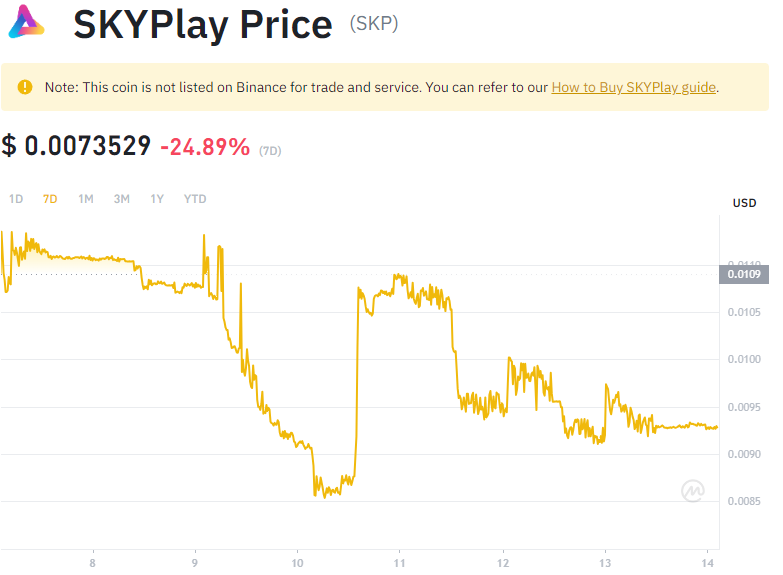 SKYPlay Price (SKP)
Note: This coin is not listed on Binance for trade and service. You can refer to our How to Buy SKYPlay guide.
$ 0.0073529 -24.89% (7D)
1D 7D 1M 3M 1Y YTD
USD
0.0110
0.0109
0.0105
0.0100
0.0095
0.0090
0.0085
8 9 10 11 12 13 14